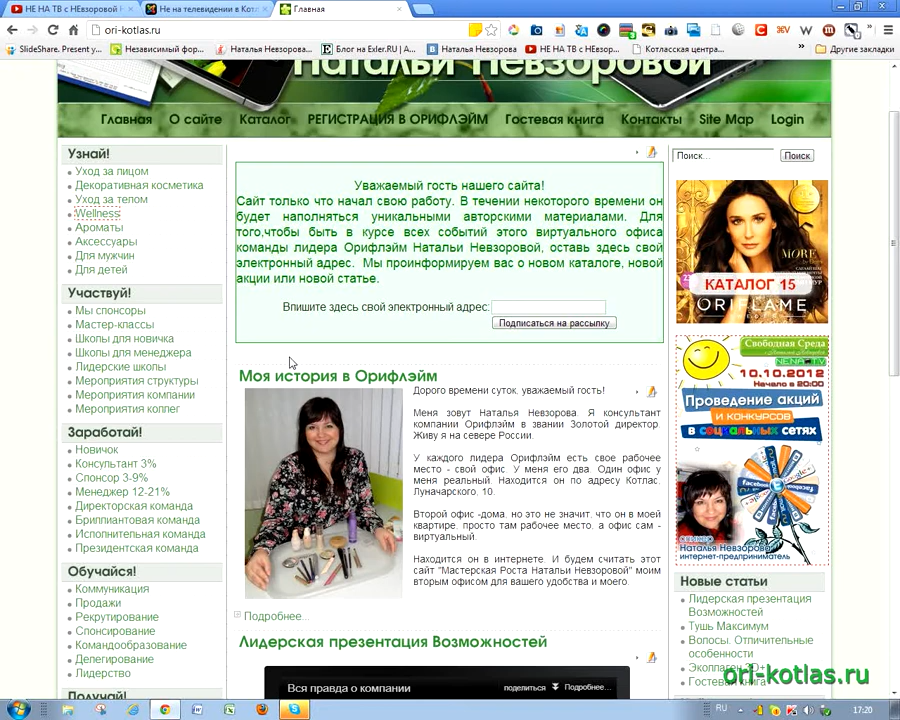 НЕ НА ТВ с НЕвзоровой Н
Не на телевидении в Котл
Главная
ori-kotlas.ru
SlideShare. Present y...
Независимый фор...
Наталья Невзорова...
Блог на Exler.RU | A...
Наталья Невзорова
НЕ НА ТВ с НЕвзор...
Котласская центра...
»
Другие закладки
Натальи Невзоровой
Главная О сайте Каталог РЕГИСТРАЦИЯ В ОРИФЛЭЙМ Гостевая книга Контакты Site Map Login
Узнай!
Уход за лицом
Декоративная косметика
Уход за телом
Wellness
Ароматы
Аксессуары
Для мужчин
Для детей
Участвуй!
Мы спонсоры
Мастер-классы
Школы для новичка
Школы для менеджера
Лидерские школы
Мероприятия структуры
Мероприятия компании
Мероприятия коллег
Заработай!
Новичок
Консультант 3%
Спонсор 3-9%
Менеджер 12-21%
Директорская команда
Бриллиантовая команда
Исполнительная команда
Президентская команда
Обучайся!
Коммуникация
Продажи
Рекрутирование
Спонсирование
Командообразование
Делегирование
Лидерство
Получай!
Уважаемый гость нашего сайта!
Сайт только что начал свою работу. В течении некоторого времени он
будет наполняться уникальными авторскими материалами. Для
того,чтобы быть в курсе всех событий этого виртуального офиса
команды лидера Орифлэйм Натальи Невзоровой, оставь здесь свой
электронный адрес. Мы проинформируем вас о новом каталоге, новой
акции или новой статье.
Впишите здесь свой электронный адрес:
Подписаться на рассылку
Моя история в Орифлэйм
Дорого времени суток, уважаемый гость!
Меня зовут Наталья Невзорова. Я консультант
компании Орифлэйм в звании Золотой директор.
Живу я на севере России.
У каждого лидера Орифлэйм есть свое рабочее
место - свой офис. У меня его два. Один офис у
меня реальный. Находится он по адресу Котлас,
Луначарского, 10.
Второй офис -дома, но это не значит, что он в моей
квартире, просто там рабочее место, а офис сам -
виртуальный.
Находится он в интернете. И будем считать этот
сайт "Мастерская Роста Натальи Невзоровой" моим
вторым офисом для вашего удобства и моего.
Подробнее...
Лидерская презентация Возможностей
Вся правда о компании
поделиться
Подробнее...
Поиск...
Поиск
MORE
КАТАЛОГ 15
ORIFLAME
Свободная Среда
NE-NA-TV
10.10.2012
Начало в 20:00
Проведение акций
и конкурсов
в социальных сетях
facebook
Наталья Невзорова
интернет-предприниматель
Новые статьи
Лидерская презентация
Возможностей
Тушь Максимум
Волосы. Отличительные
особенности
Экоплаген 3D+
Гостевая книга
ori-kotlas.ru
RU
17:20